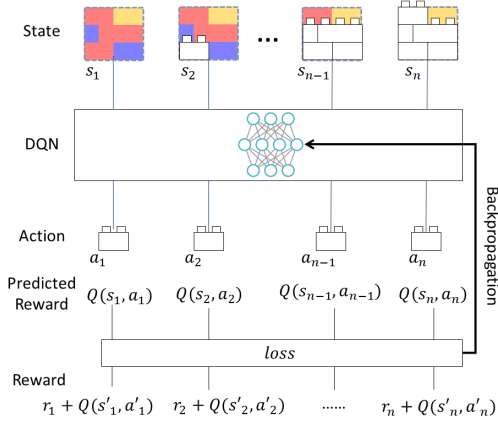 State
...
s₁ s₂ sₙ₋₁ sₙ
DQN
Backpropagation
Action
a₁ a₂ aₙ₋₁ aₙ
Predicted
Reward
Q(s₁, a₁) Q(s₂, a₂) Q(sₙ₋₁, aₙ₋₁) Q(sₙ, aₙ)
loss
Reward
r₁ + Q(s'₁, a'₁) r₂ + Q(s'₂, a'₂) ...... rₙ + Q(s'ₙ, a'ₙ)